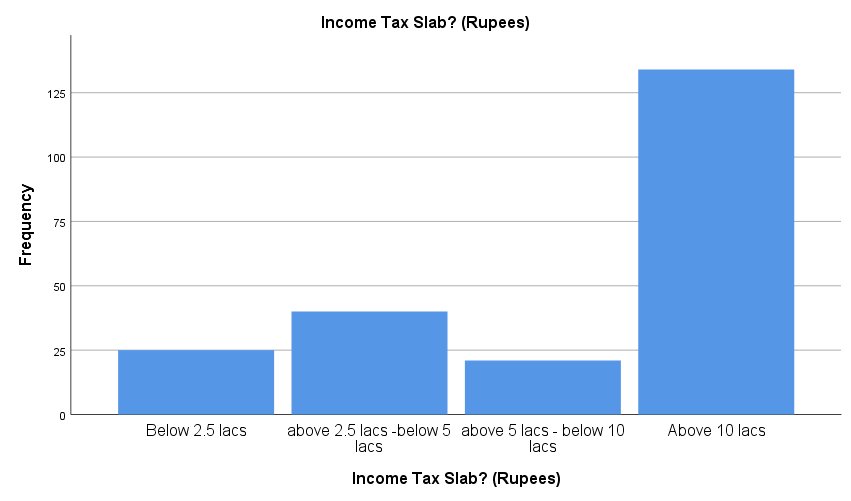 Income Tax Slab? (Rupees)
Frequency
125
100
75
50
25
0
Below 2.5 lacs
above 2.5 lacs -below 5
lacs
above 5 lacs - below 10
lacs
Above 10 lacs
Income Tax Slab? (Rupees)